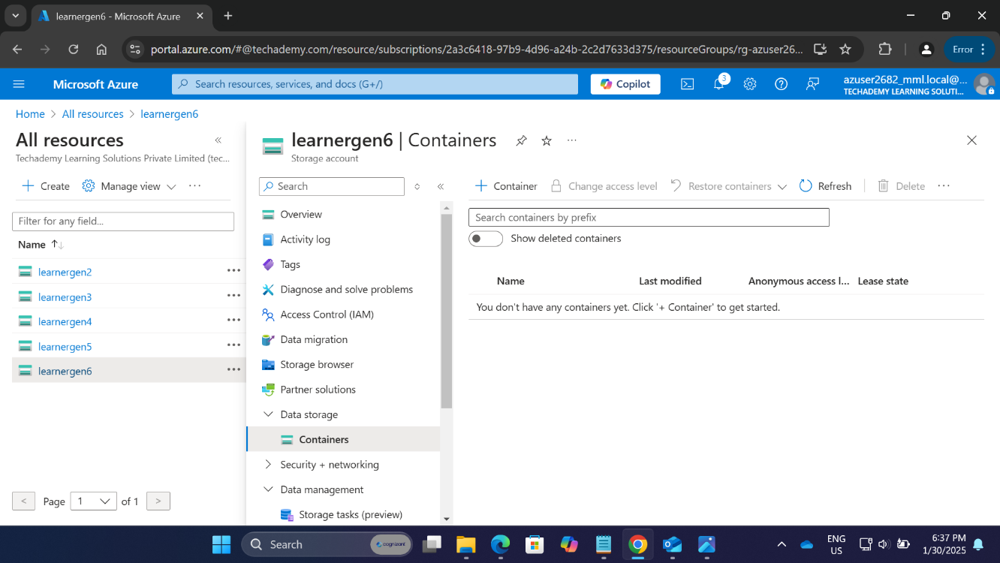 learnergen6 - Microsoft Azure
portal.azure.com/#@techademy.com/resource/subscriptions/2a3c6418-97b9-4d96-a24b-2c2d7633d375/resourceGroups/rg-azuser26...
Error
Microsoft Azure
Search resources, services, and docs (G+/)
Copilot
3
azuser2682_mml.local@...
TECHADEMY LEARNING SOLUTI...
Home > All resources > learnergen6
All resources
Techademy Learning Solutions Private Limited (tec...
+ Create
Manage view
...
Filter for any field...
Name
learnergen2
learnergen3
learnergen4
learnergen5
learnergen6
< Page 1 of 1 >
learnergen6 | Containers
Storage account
Search
Overview
Activity log
Tags
Diagnose and solve problems
Access Control (IAM)
Data migration
Storage browser
Partner solutions
Data storage
Containers
Security + networking
Data management
Storage tasks (preview)
+ Container
Change access level
Restore containers
Refresh
Delete
...
Search containers by prefix
Show deleted containers
Name Last modified Anonymous access l... Lease state
You don't have any containers yet. Click '+ Container' to get started.
Search
cognizant
ENG
US
6:37 PM
1/30/2025